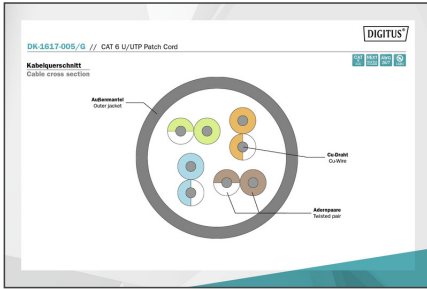 DIGITUS®
DK-1617-005/G // CAT 6 U/UTP Patch Cord
Kabelquerschnitt
Cable cross section
Außenmantel
Outer jacket
Cu-Draht
Cu-Wire
Aderspaare
Twisted pair